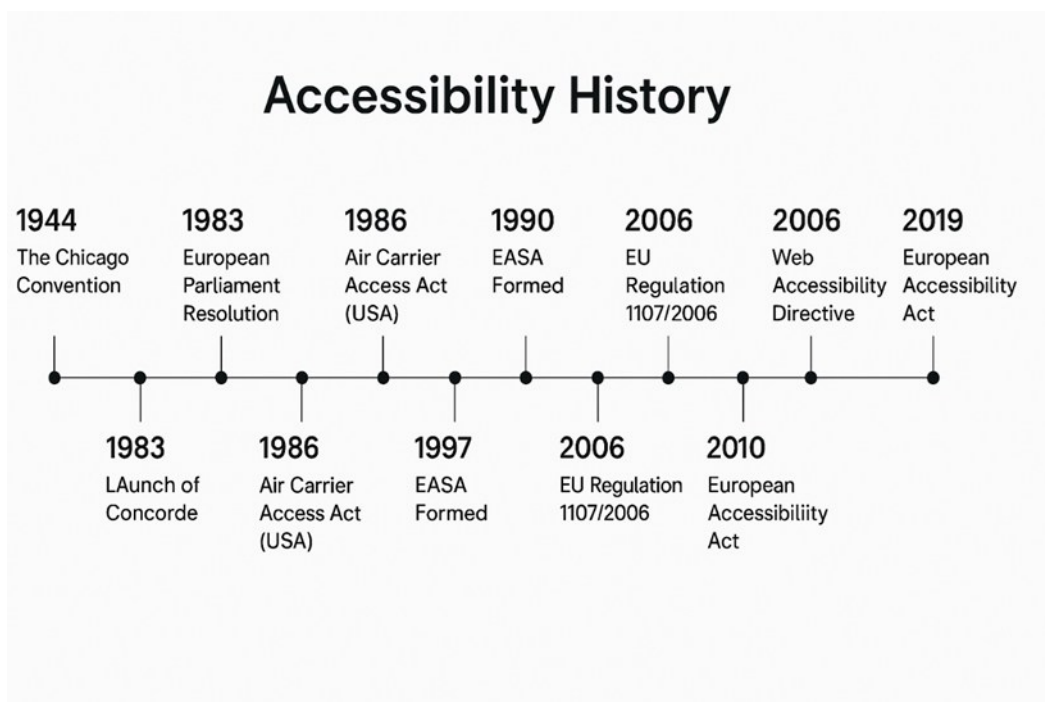 Accessibility History
1944
The Chicago
Convention
1983
European
Parliament
Resolution
1986
Air Carrier
Access Act
(USA)
1990
EASA
Formed
2006
EU
Regulation
1107/2006
2006
Web
Accessibility
Directive
2019
European
Accessibility
Act
1983
LAunch of
Concorde
1986
Air Carrier
Access Act
(USA)
1997
EASA
Formed
2006
EU Regulation
1107/2006
2010
European
Accessibiliity
Act